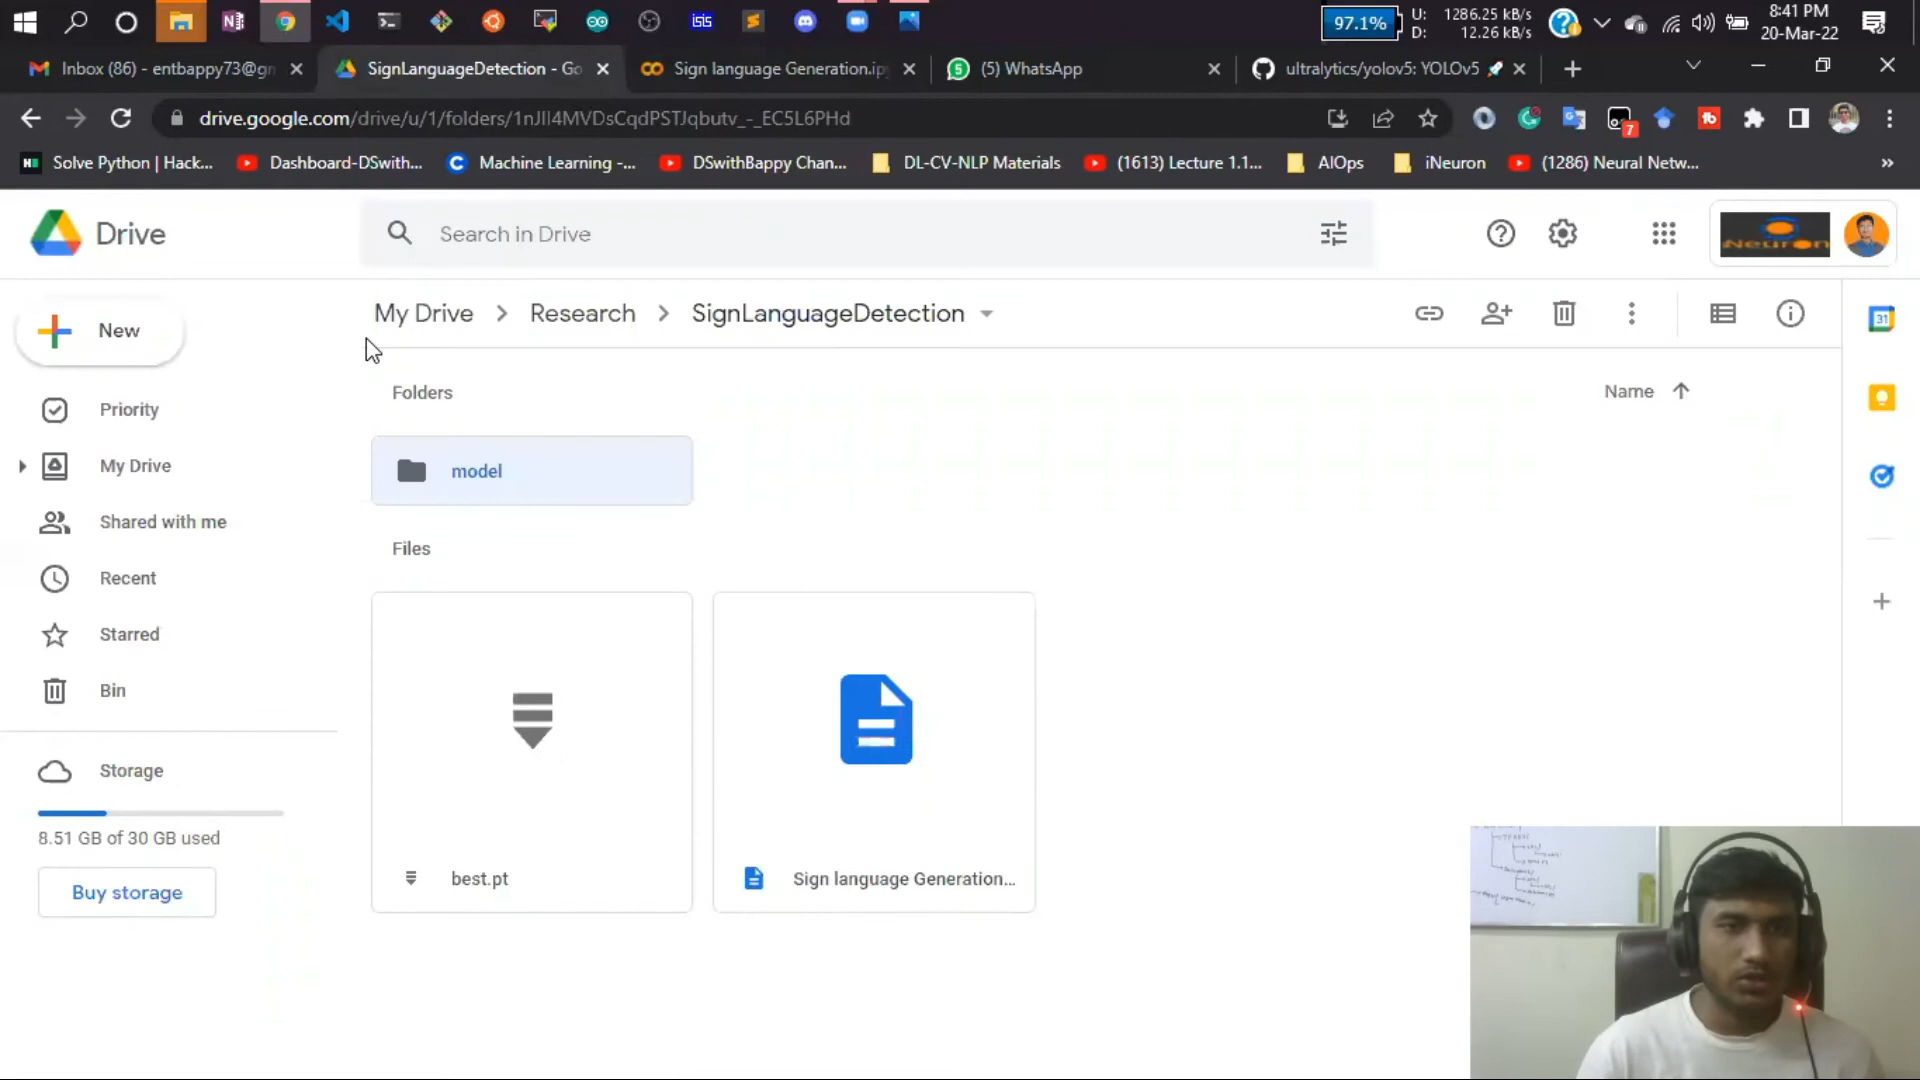 97.1%
U: 1286.25 kB/s
D: 12.26 kB/s
8:41 PM
20-Mar-22
Inbox (86) - entbappy73@gm
SignLanguageDetection - Go
Sign language Generation.ip
(5) WhatsApp
ultralytics/yolov5: YOLOv5
drive.google.com/drive/u/1/folders/1nJIl4MVDsCqdPSTJqbutv_-_EC5L6PHd
7
Solve Python | Hack...
Dashboard-DSwith...
Machine Learning -...
DSwithBappy Chan...
DL-CV-NLP Materials
(1613) Lecture 1.1...
AIOps
iNeuron
(1286) Neural Netw...
»
Drive
Search in Drive
iNeuron
New
My Drive > Research > SignLanguageDetection
Folders
Name
model
Files
best.pt
Sign language Generation...
Priority
My Drive
Shared with me
Recent
Starred
Bin
Storage
8.51 GB of 30 GB used
Buy storage
31